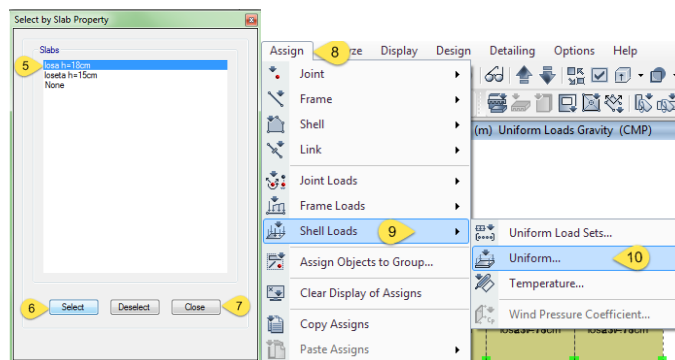 Select by Slab Property
Slabs
5
losa h=18cm
loseta h=15cm
None
6
Select
Deselect
Close
7
Assign
8
ze
Display
Design
Detailing
Options
Help
Joint
Frame
Shell
Link
Joint Loads
Frame Loads
Shell Loads
9
Assign Objects to Group...
Clear Display of Assigns
Copy Assigns
Paste Assigns
(m) Uniform Loads Gravity (CMP)
Uniform Load Sets...
Uniform...
10
Temperature...
Wind Pressure Coefficient...